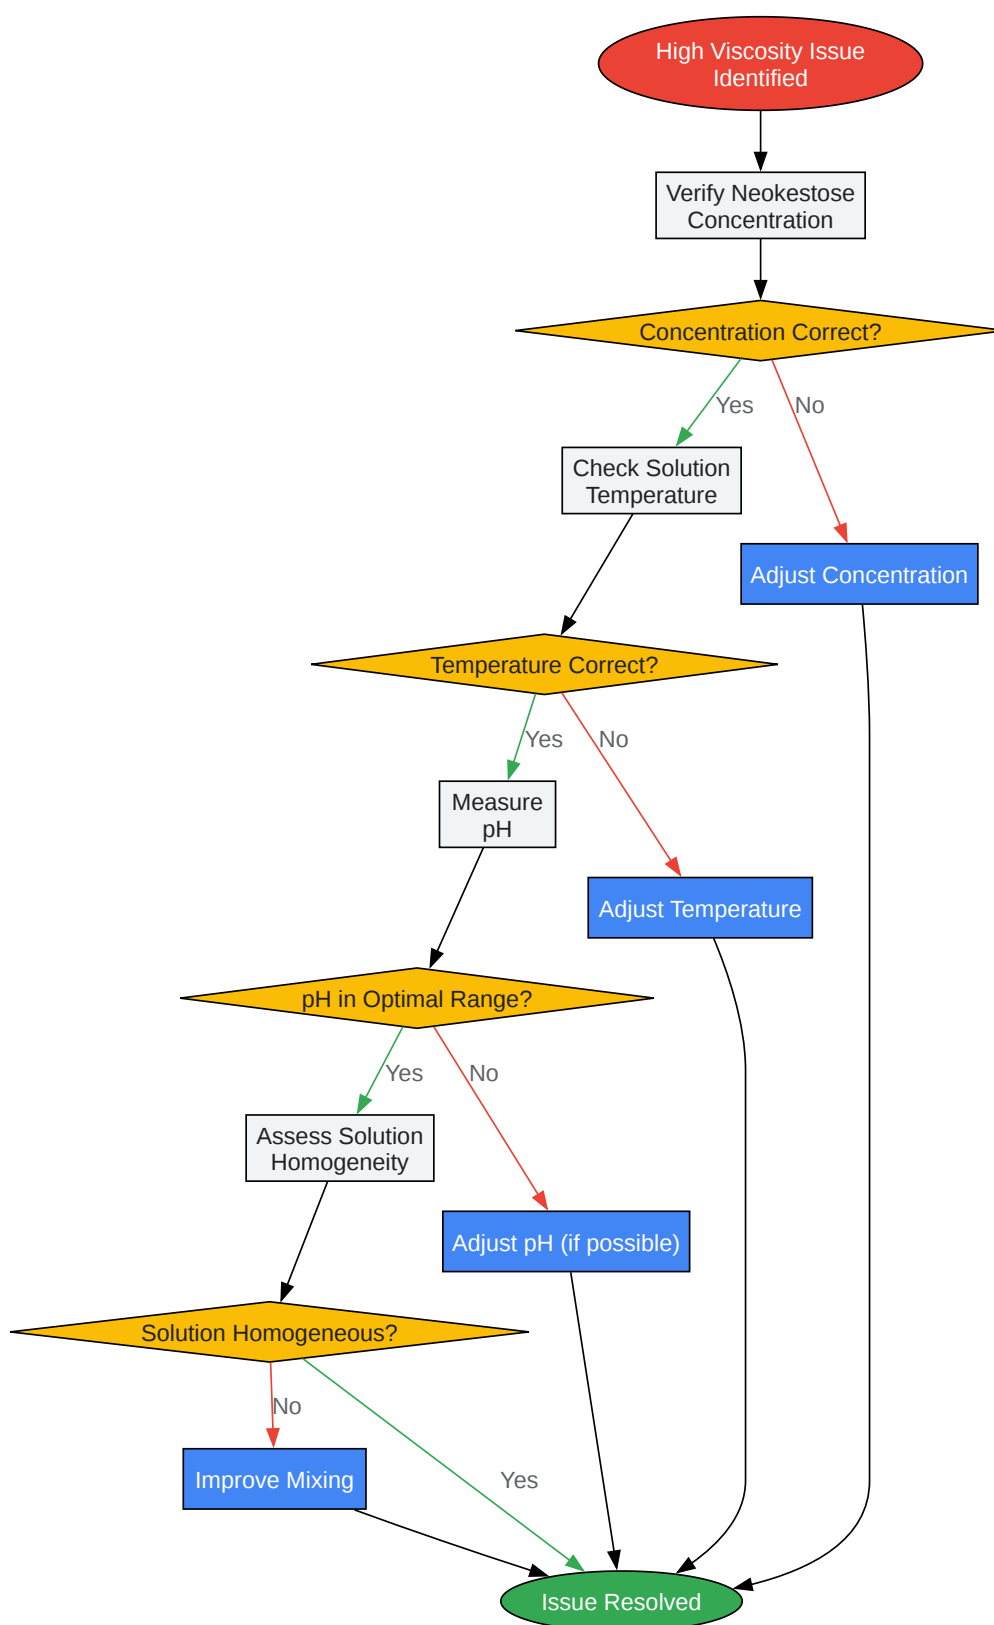 High Viscosity Issue
Identified
Verify Neokestose
Concentration
Concentration Correct?
Yes
No
Check Solution
Temperature
Adjust Concentration
Temperature Correct?
Yes
No
Measure
pH
Adjust Temperature
pH in Optimal Range?
Yes
No
Assess Solution
Homogeneity
Adjust pH (if possible)
Solution Homogeneous?
No
Yes
Improve Mixing
Issue Resolved